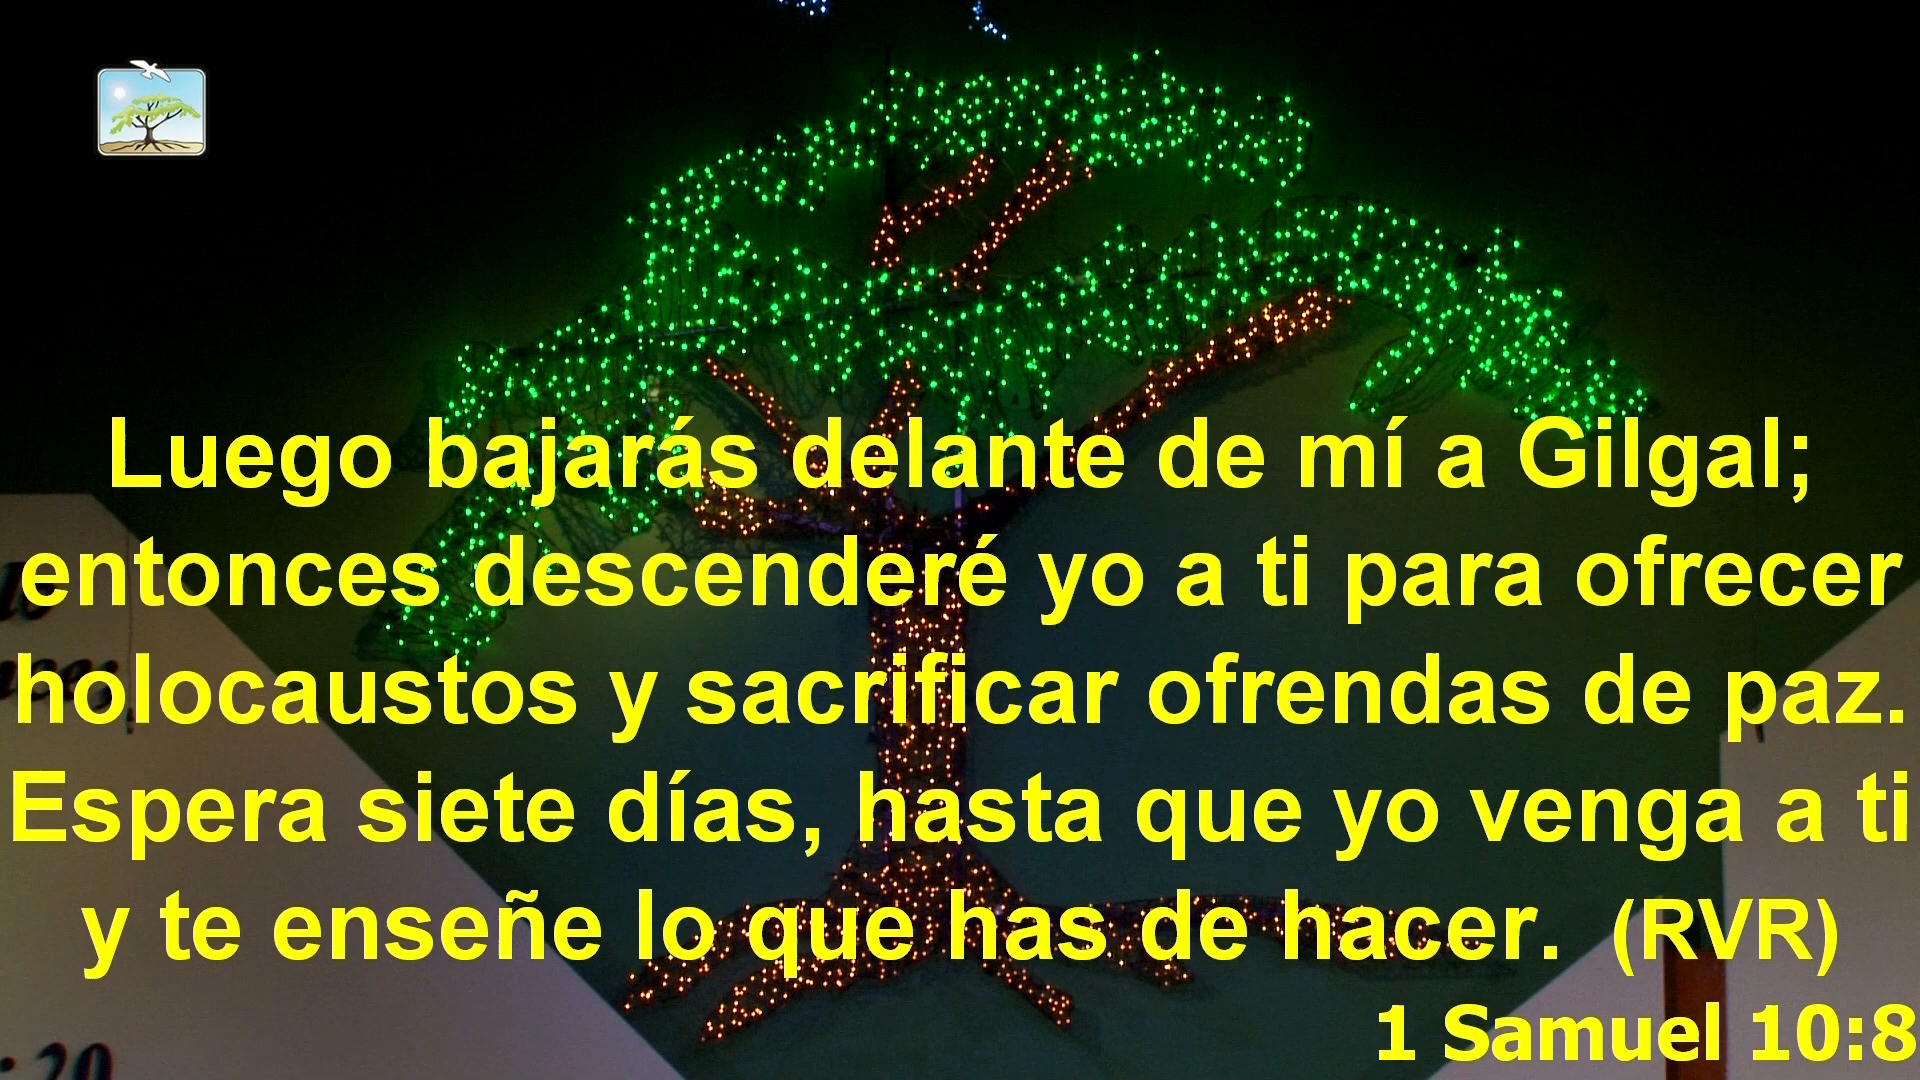 Luego bajarás delante de mí a Gilgal;
entonces descenderé yo a ti para ofrecer
holocaustos y sacrificar ofrendas de paz.
Espera siete días, hasta que yo venga a ti
y te enseñe lo que has de hacer. (RVR)
1 Samuel 10:8
: 20